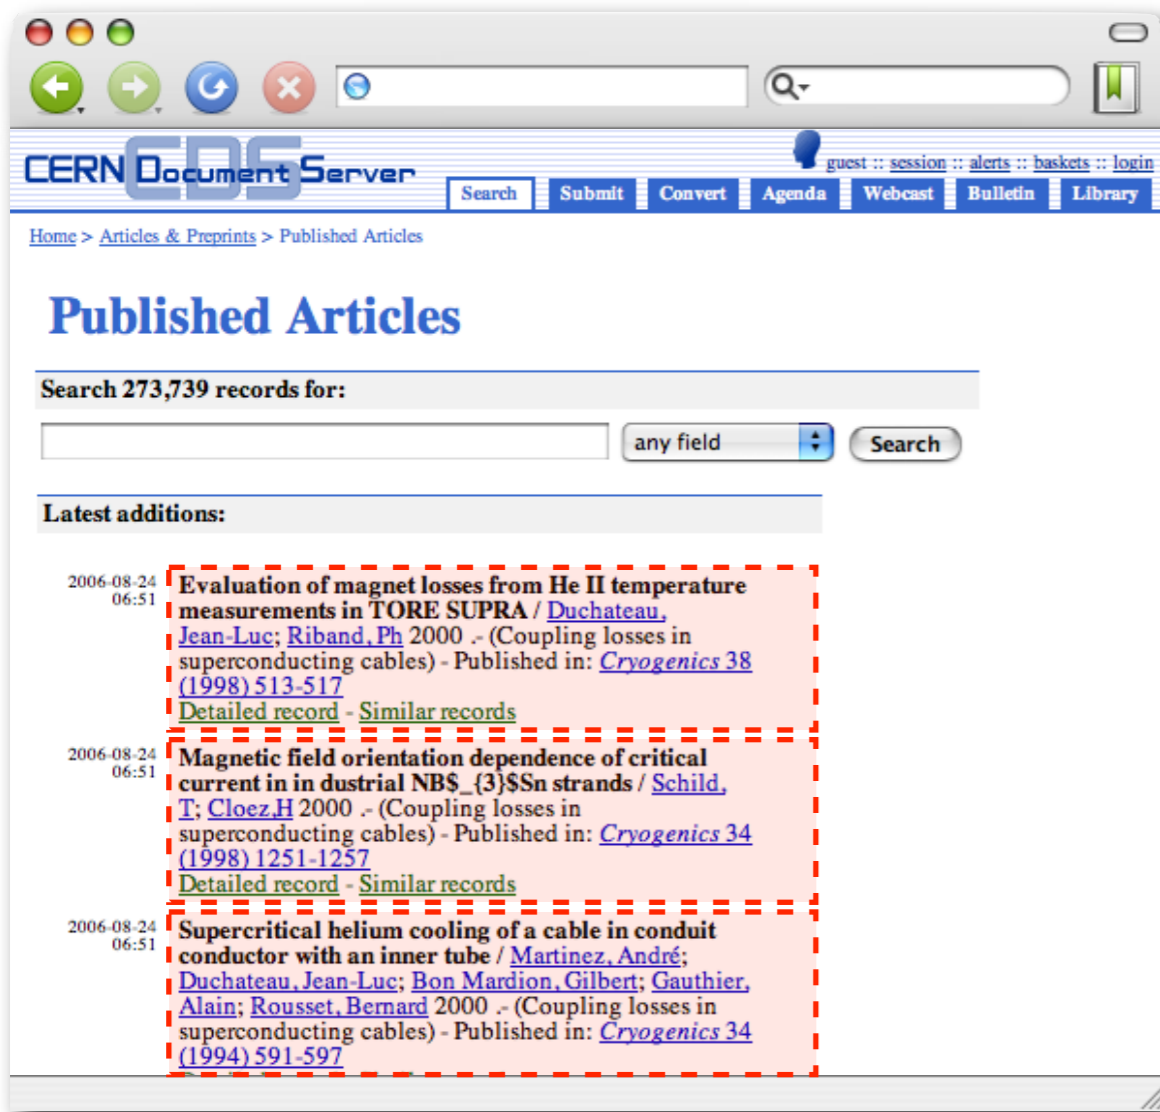 CERN Document Server
CDS
guest :: session :: alerts :: baskets :: login
Search Submit Convert Agenda Webcast Bulletin Library
Home > Articles & Preprints > Published Articles
Published Articles
Search 273,739 records for:
any field Search
Latest additions:
2006-08-24
06:51
Evaluation of magnet losses from He II temperature
measurements in TORE SUPRA / Duchateau,
Jean-Luc; Riband, Ph 2000 .- (Coupling losses in
superconducting cables) - Published in: Cryogenics 38
(1998) 513-517
Detailed record - Similar records
2006-08-24
06:51
Magnetic field orientation dependence of critical
current in in dustrial NB$_{3}$Sn strands / Schild,
T; Cloez,H 2000 .- (Coupling losses in
superconducting cables) - Published in: Cryogenics 34
(1998) 1251-1257
Detailed record - Similar records
2006-08-24
06:51
Supercritical helium cooling of a cable in conduit
conductor with an inner tube / Martinez, André;
Duchateau, Jean-Luc; Bon Mardion, Gilbert; Gauthier,
Alain; Rousset, Bernard 2000 .- (Coupling losses in
superconducting cables) - Published in: Cryogenics 34
(1994) 591-597